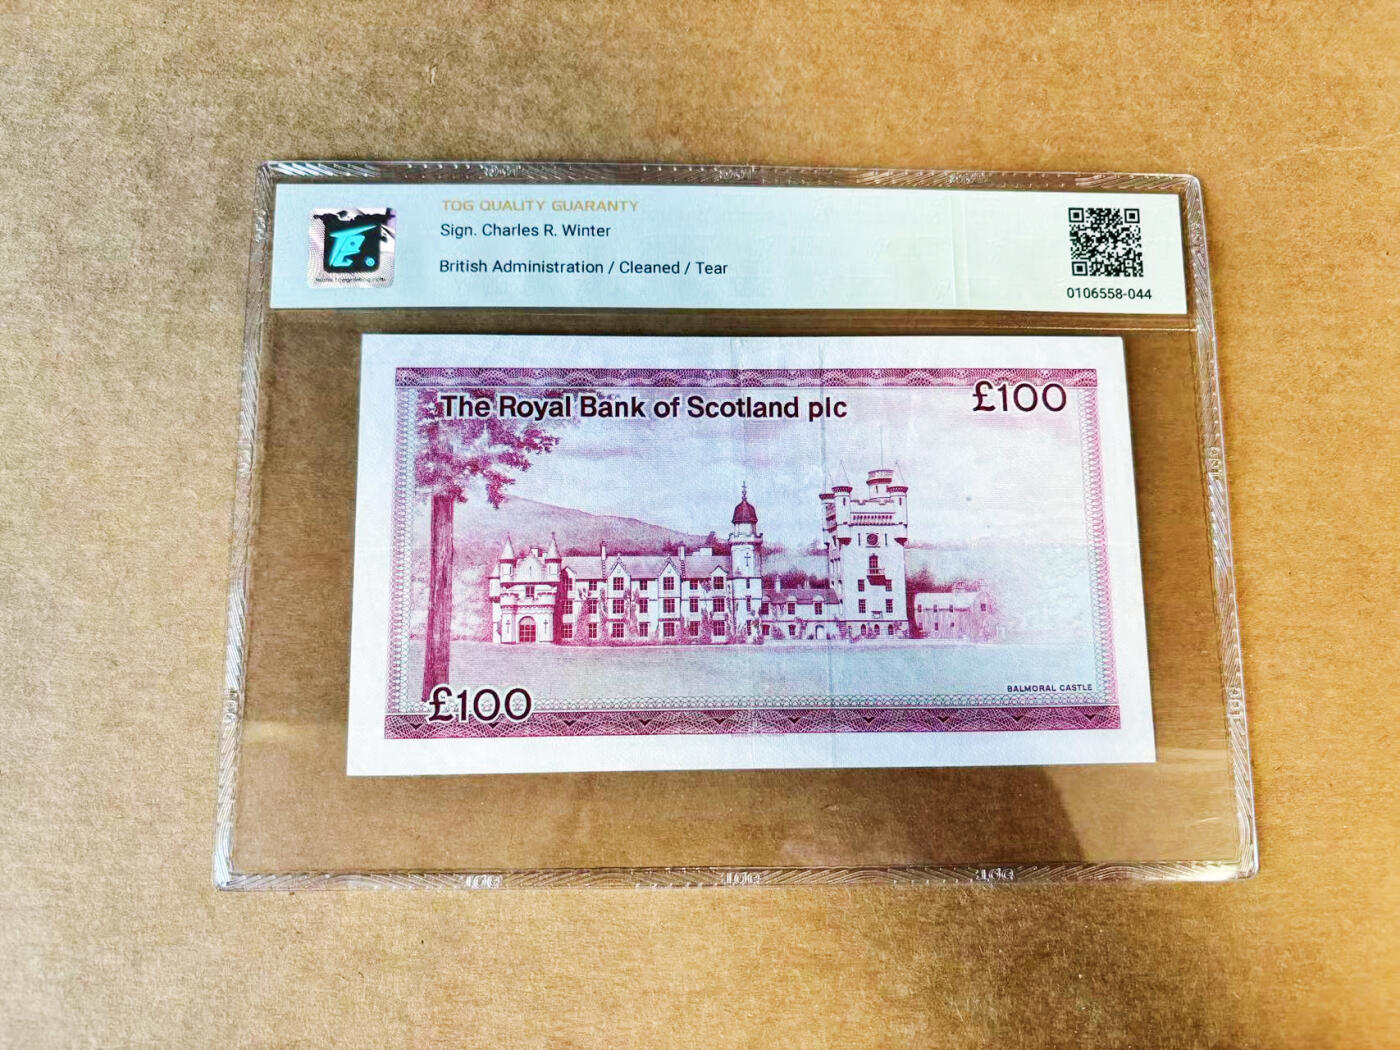 TQG QUALITY GUARANTY
Sign. Charles R. Winter
British Administration / Cleaned / Tear
0106558-044
The Royal Bank of Scotland plc
£100
£100
BALMORAL CASTLE